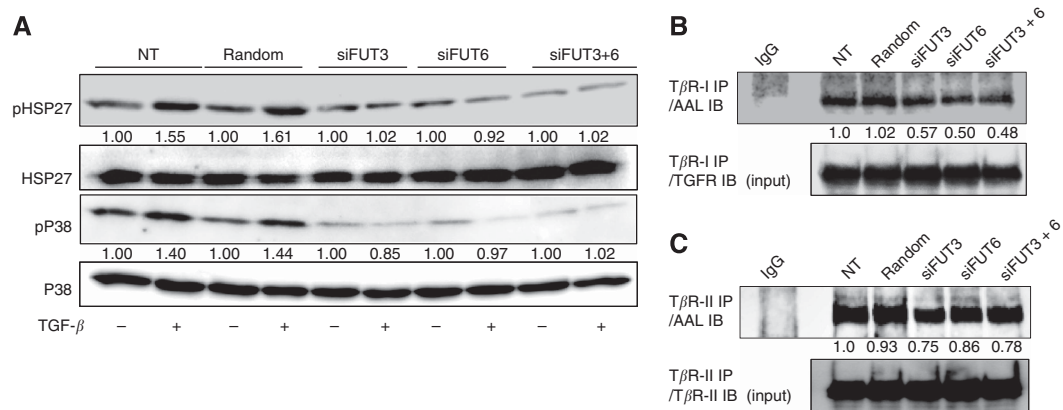 A
NT Random siFUT3 siFUT6 siFUT3+6
pHSP27
1.00 1.55 1.00 1.61 1.00 1.02 1.00 0.92 1.00 1.02
HSP27
pP38
1.00 1.40 1.00 1.44 1.00 0.85 1.00 0.97 1.00 1.02
P38
TGF-β − + − + − + − + − +
B
IgG NT Random siFUT3 siFUT6 siFUT3 + 6
TβR-I IP
/AAL IB
1.0 1.02 0.57 0.50 0.48
TβR-I IP
/TGFR IB (input)
C
IgG NT Random siFUT3 siFUT6 siFUT3 + 6
TβR-II IP
/AAL IB
1.0 0.93 0.75 0.86 0.78
TβR-II IP
/TβR-II IB (input)